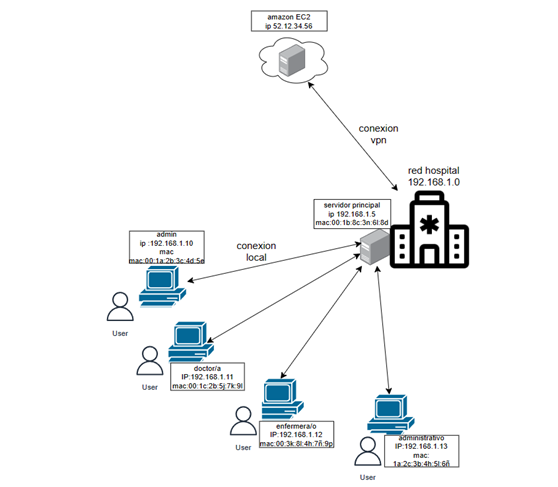 amazon EC2
ip 52.12.34.56
conexion
vpn
red hospital
192.168.1.0
servidor principal
ip 192.168.1.5
mac:00:1b:8c:3n:6l:8d
admin
ip :192.168.1.10
mac
mac:00:1a:2b:3c:4d:5e
conexion
local
User
doctor/a
IP:192.168.1.11
mac:00:1c:2b:5j:7k:9l
User
enfermera/o
IP:192.168.1.12
mac:00:3k:8l:4h:7ñ:9p
User
administrativo
IP:192.168.1.13
mac:
1a:2c:3b:4h:5l:6ñ
User